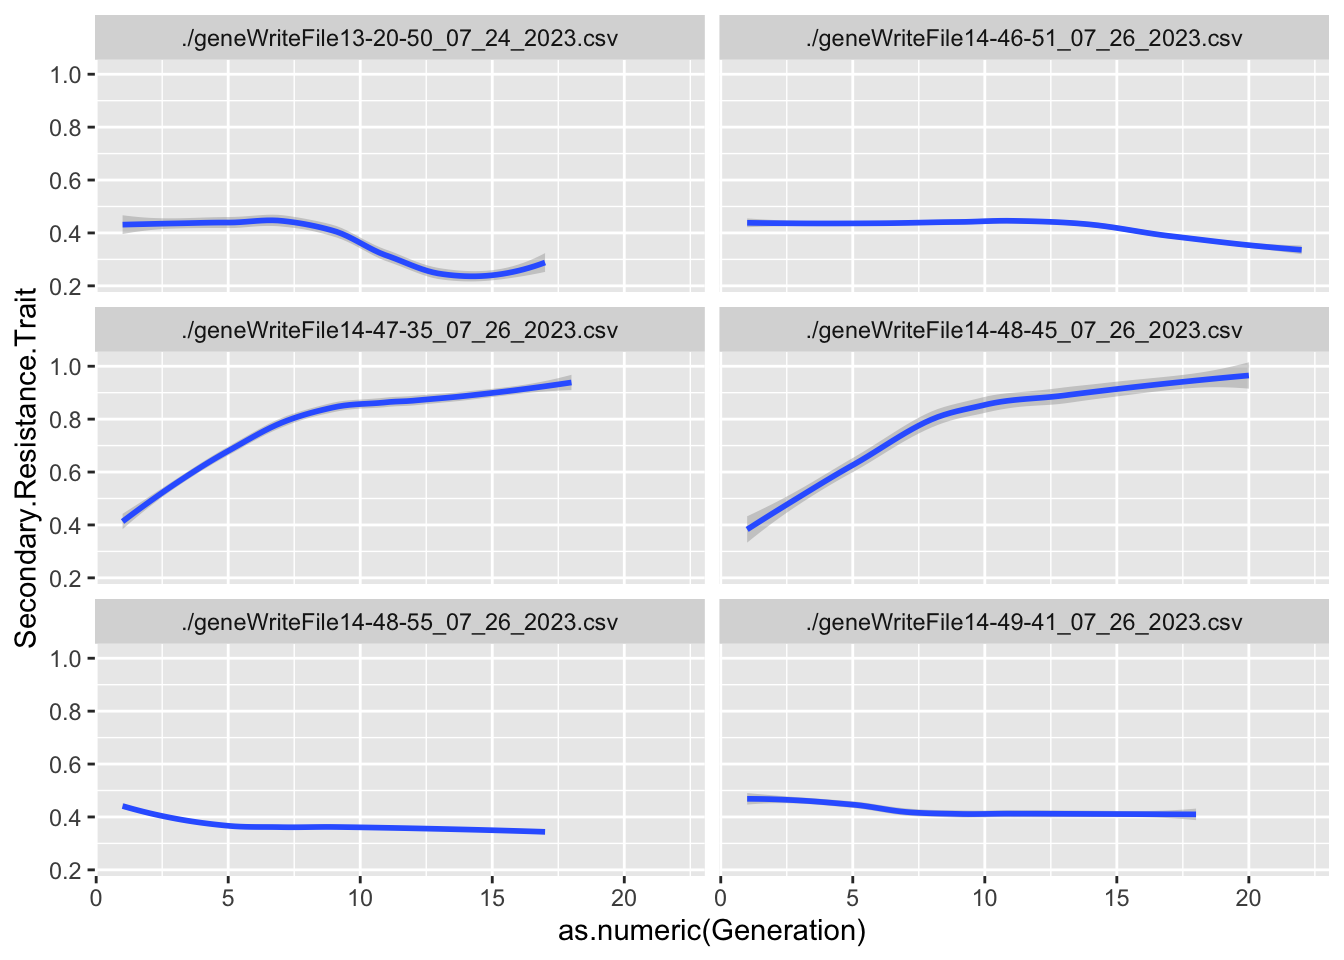 ./geneWriteFile13-20-50_07_24_2023.csv
./geneWriteFile14-46-51_07_26_2023.csv
1.0
0.8
0.6
0.4
0.2
./geneWriteFile14-47-35_07_26_2023.csv
./geneWriteFile14-48-45_07_26_2023.csv
1.0
0.8
0.6
0.4
0.2
Secondary.Resistance.Trait
./geneWriteFile14-48-55_07_26_2023.csv
./geneWriteFile14-49-41_07_26_2023.csv
1.0
0.8
0.6
0.4
0.2
0 5 10 15 20
0 5 10 15 20
as.numeric(Generation)